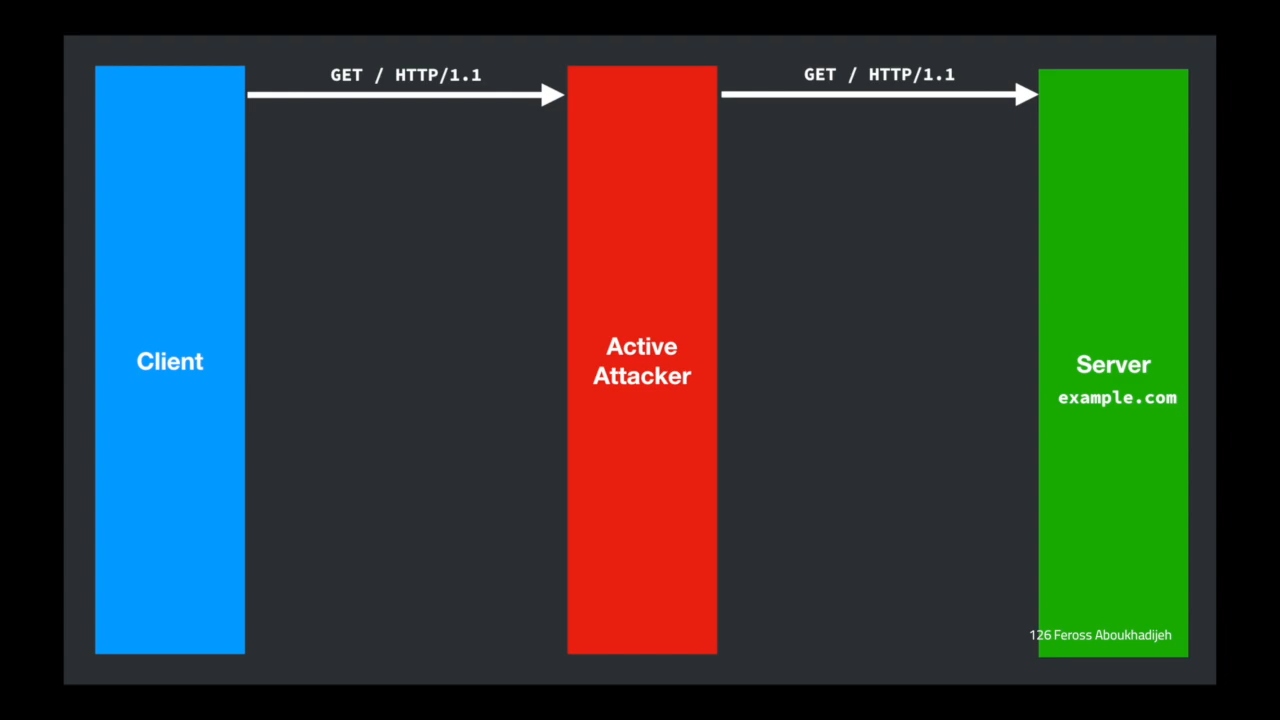 GET / HTTP/1.1
GET / HTTP/1.1
Client
Active
Attacker
Server
example.com
126 Feross Aboukhadijeh